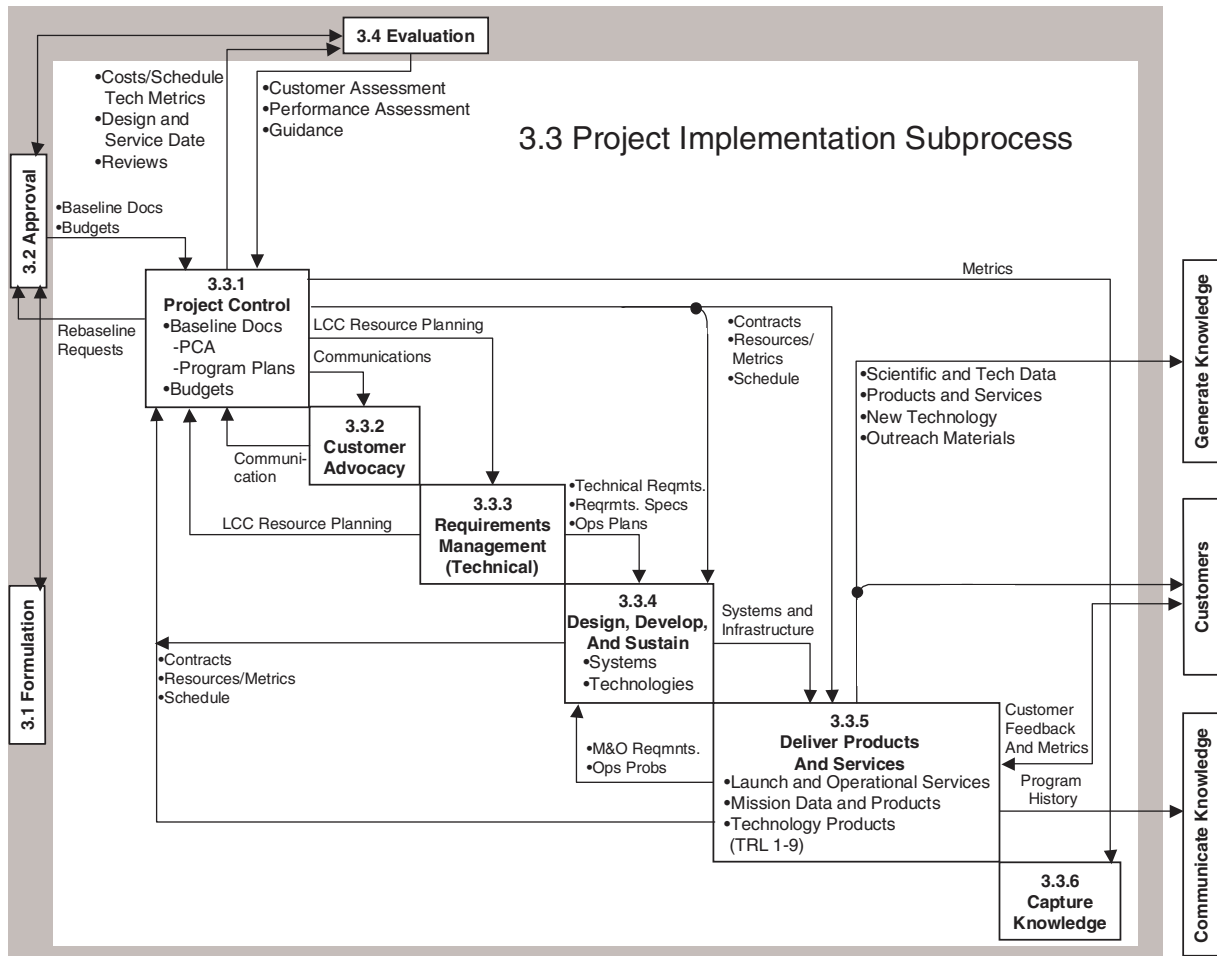 3.4 Evaluation
•Costs/Schedule
Tech Metrics
•Design and
Service Date
•Reviews
•Customer Assessment
•Performance Assessment
•Guidance
3.3 Project Implementation Subprocess
3.2 Approval
•Baseline Docs
•Budgets
Rebaseline
Requests
3.1 Formulation
3.3.1
Project Control
•Baseline Docs
-PCA
-Program Plans
•Budgets
Metrics
LCC Resource Planning
Communications
•Contracts
•Resources/
Metrics
•Schedule
•Scientific and Tech Data
•Products and Services
•New Technology
•Outreach Materials
Generate Knowledge
3.3.2
Customer
Advocacy
Communi-
cation
LCC Resource Planning
3.3.3
Requirements
Management
(Technical)
•Technical Reqmts.
•Reqrmts. Specs
•Ops Plans
3.3.4
Design, Develop,
And Sustain
•Systems
•Technologies
Systems and
Infrastructure
Customers
•Contracts
•Resources/Metrics
•Schedule
•M&O Reqmnts.
•Ops Probs
3.3.5
Deliver Products
And Services
•Launch and Operational Services
•Mission Data and Products
•Technology Products
(TRL 1-9)
Customer
Feedback
And Metrics
Program
History
Communicate Knowledge
3.3.6
Capture
Knowledge